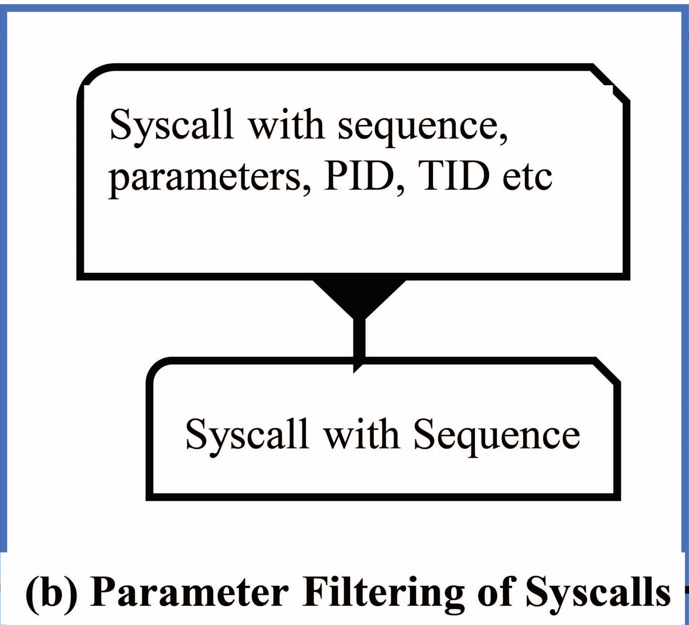 Syscall with sequence,
parameters, PID, TID etc
Syscall with Sequence
(b) Parameter Filtering of Syscalls